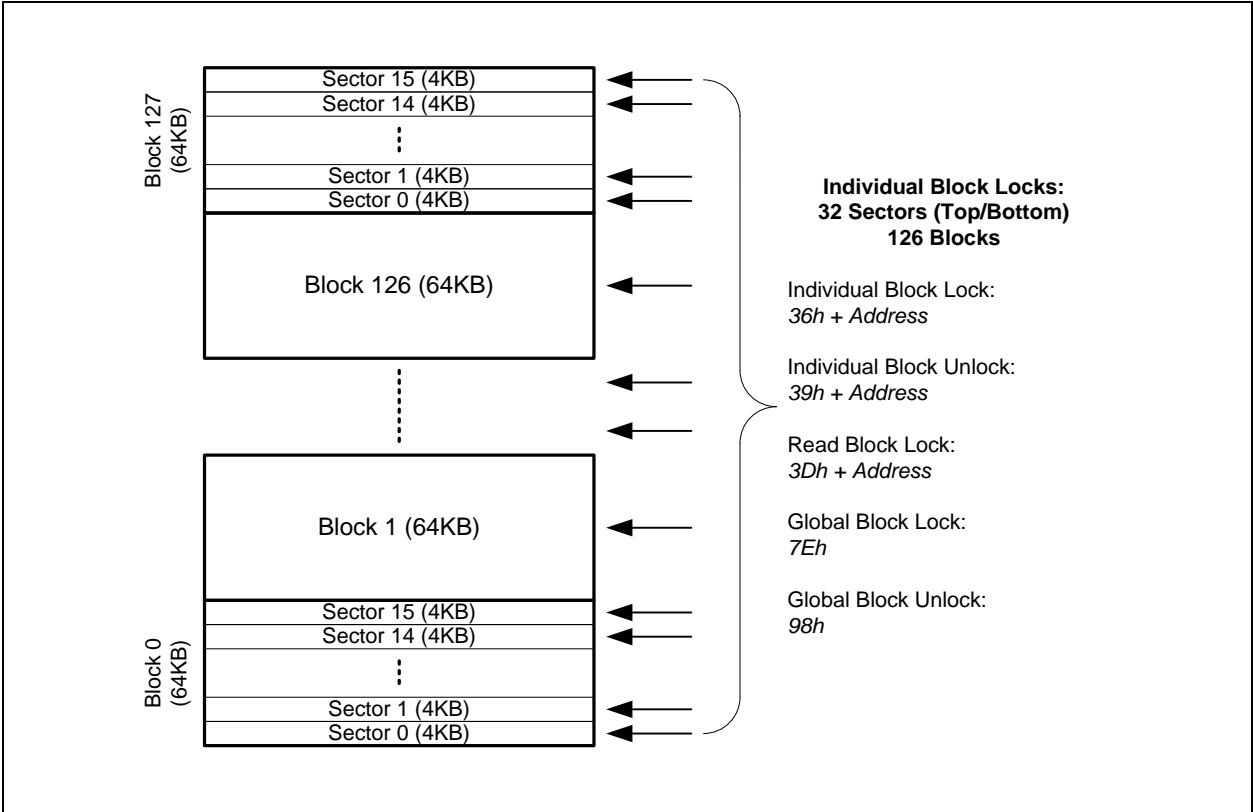 Block 127
(64KB)
Sector 15 (4KB)
Sector 14 (4KB)
Sector 1 (4KB)
Sector 0 (4KB)
Block 126 (64KB)
Block 1 (64KB)
Block 0
(64KB)
Sector 15 (4KB)
Sector 14 (4KB)
Sector 1 (4KB)
Sector 0 (4KB)
Individual Block Locks:
32 Sectors (Top/Bottom)
126 Blocks
Individual Block Lock:
36h + Address
Individual Block Unlock:
39h + Address
Read Block Lock:
3Dh + Address
Global Block Lock:
7Eh
Global Block Unlock:
98h